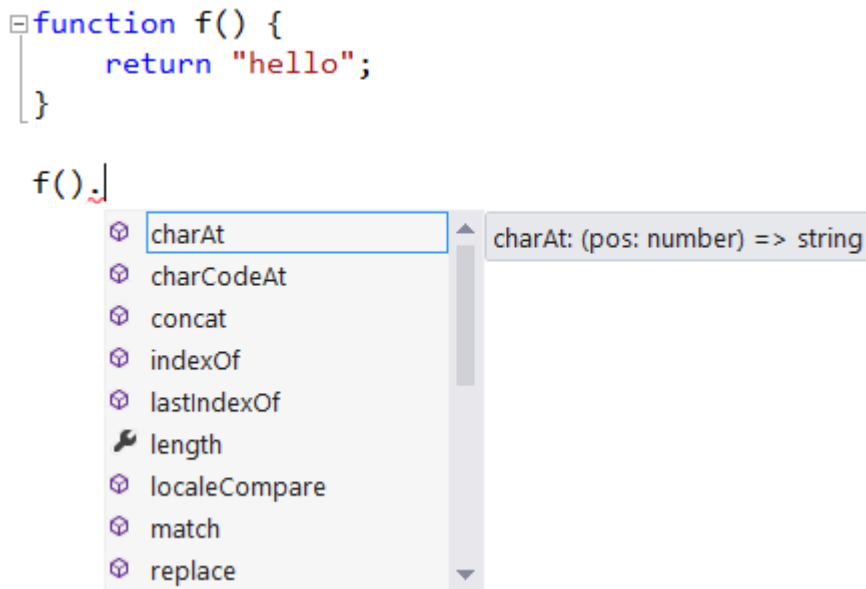 function f() {
return "hello";
}
f().
charAt
charAt: (pos: number) => string
charCodeAt
concat
indexOf
lastIndexOf
length
localeCompare
match
replace